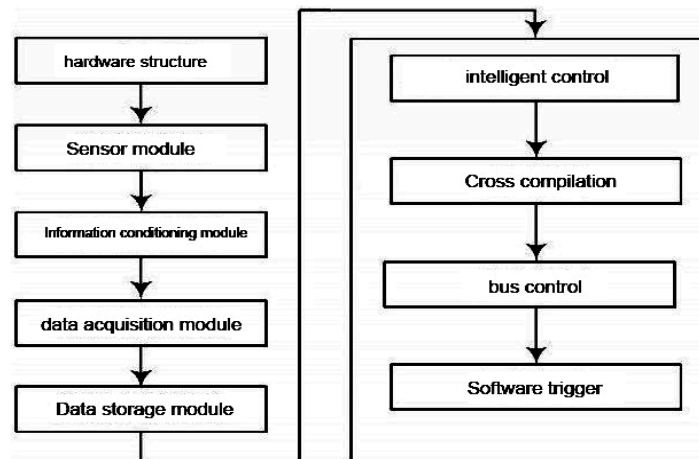 hardware structure
Sensor module
Information conditioning module
data acquisition module
Data storage module
intelligent control
Cross compilation
bus control
Software trigger